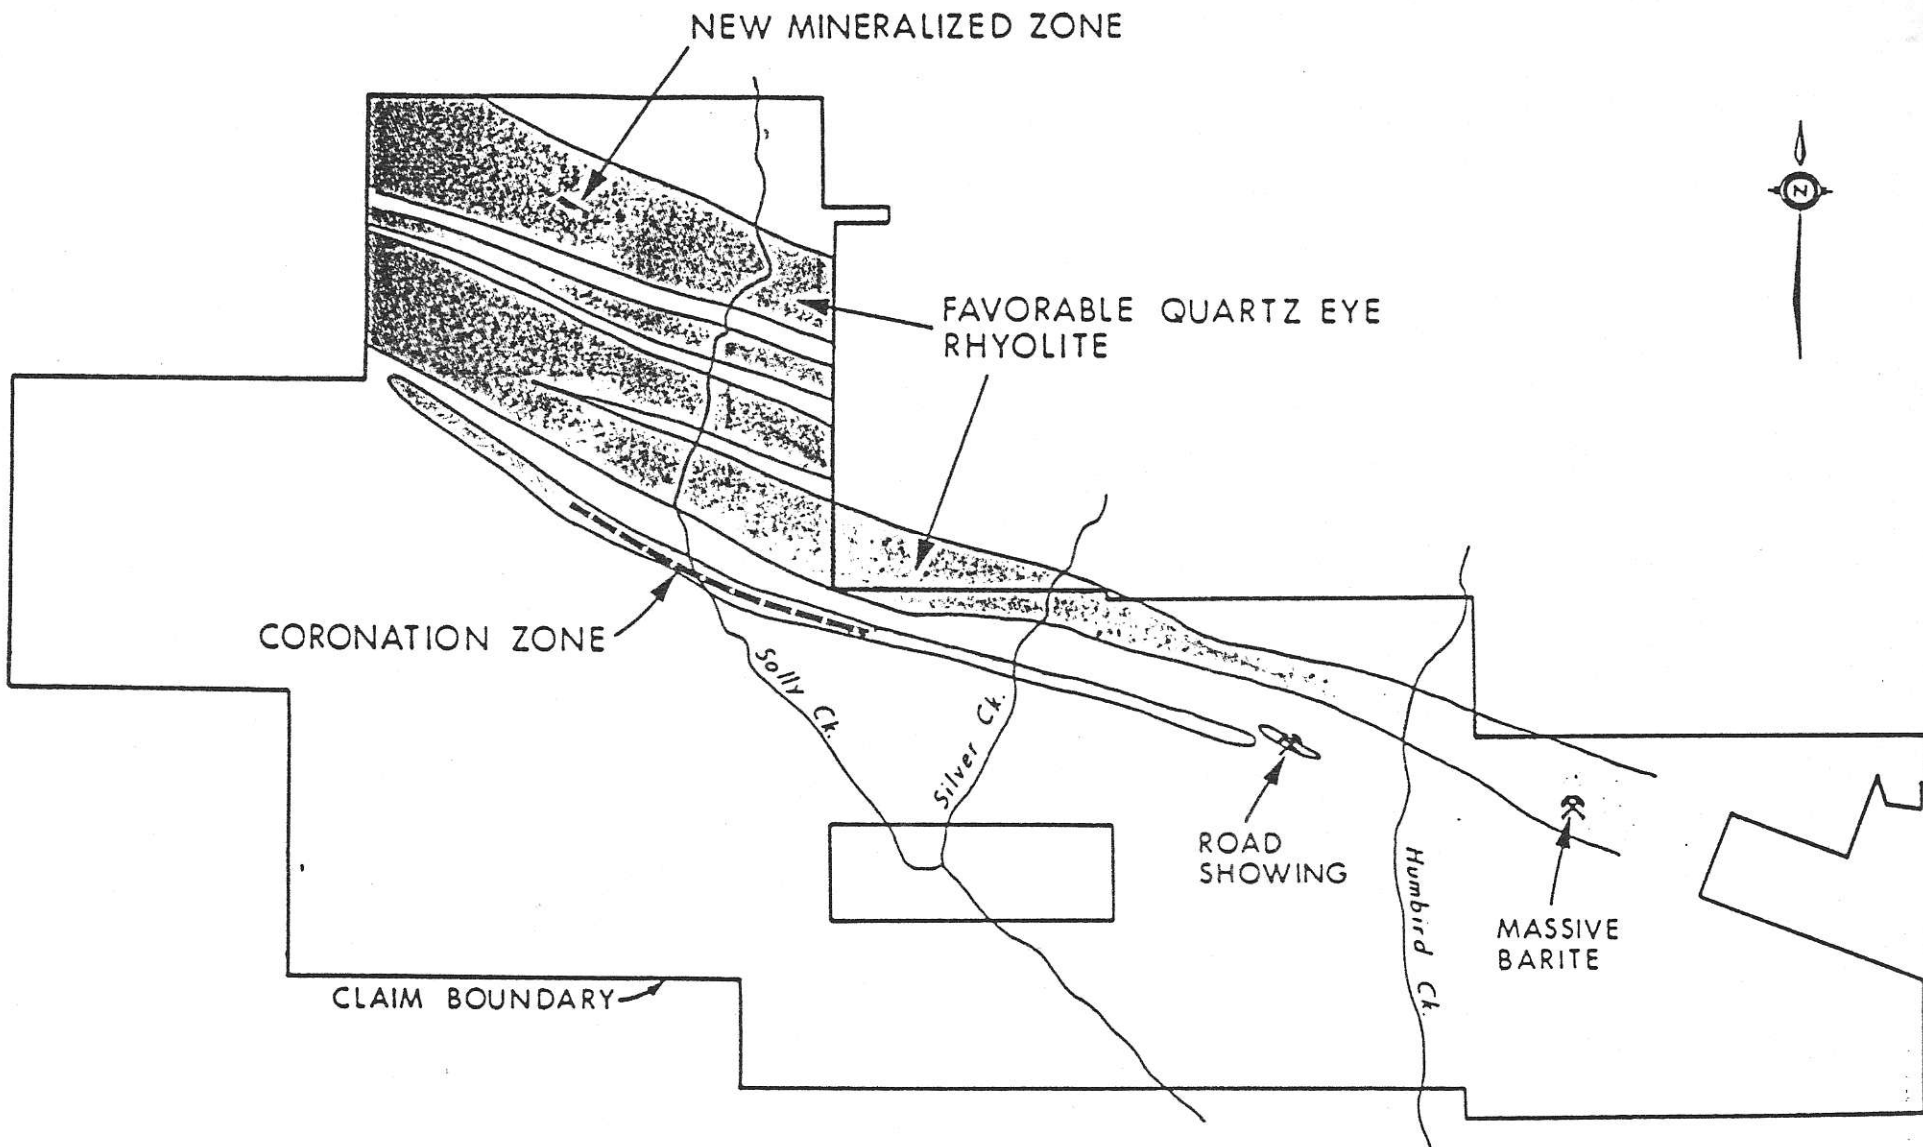 NEW MINERALIZED ZONE
N
FAVORABLE QUARTZ EYE
RHYOLITE
CORONATION ZONE
Solly Ck.
Silver Ck.
ROAD
SHOWING
Humbird Ck.
MASSIVE
BARITE
CLAIM BOUNDARY